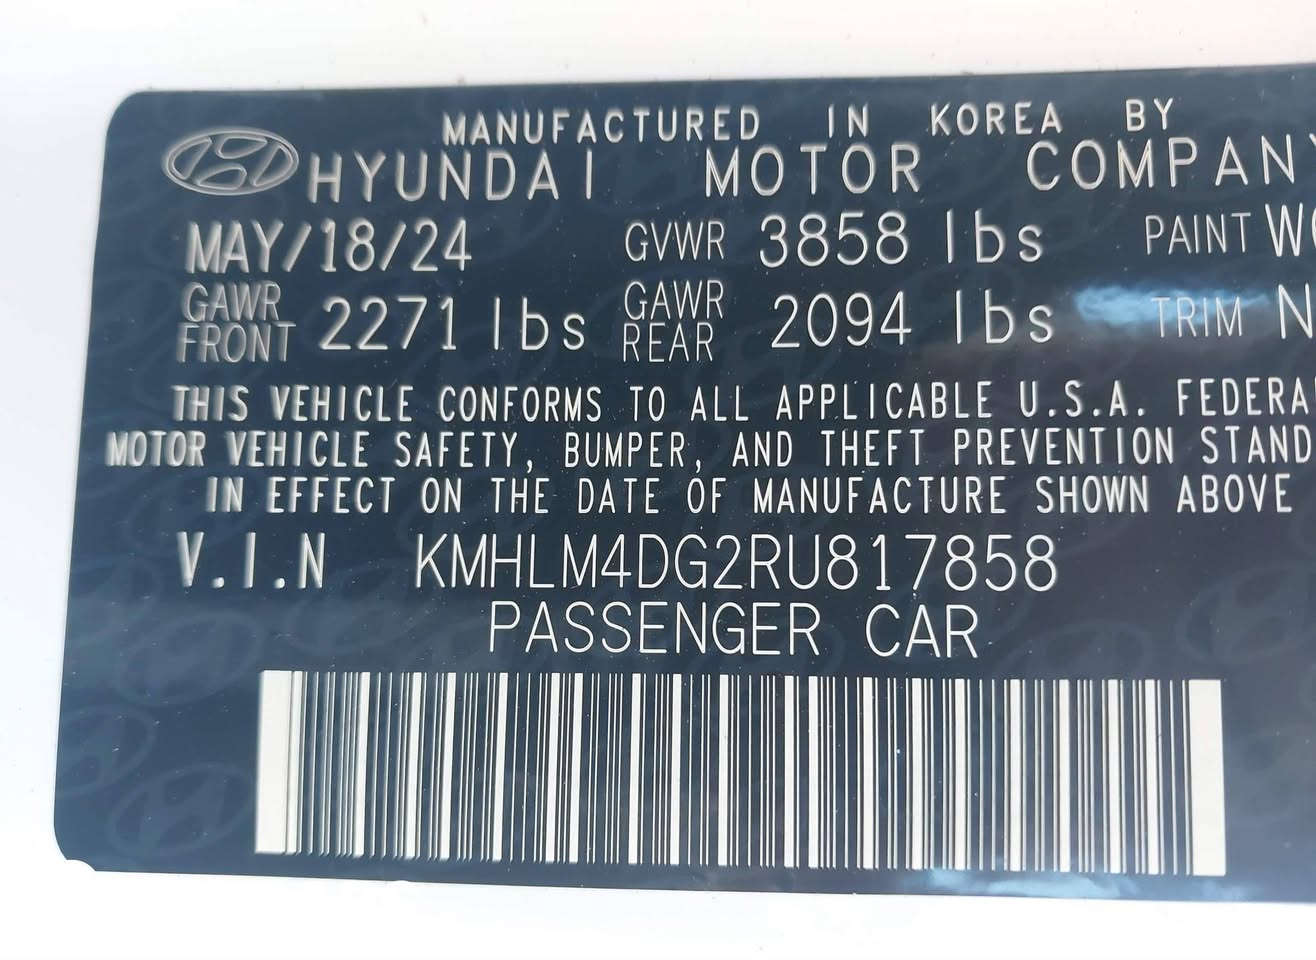 MANUFACTURED IN KOREA BY
HYUNDAI MOTOR COMPANY
MAY/18/24 GVWR 3858 lbs PAINT
GAWR FRONT 2271 lbs GAWR REAR 2094 lbs TRIM
THIS VEHICLE CONFORMS TO ALL APPLICABLE U.S.A. FEDERA
MOTOR VEHICLE SAFETY, BUMPER, AND THEFT PREVENTION STAND
IN EFFECT ON THE DATE OF MANUFACTURE SHOWN ABOVE
V.I.N KMHLM4DG2RU817858
PASSENGER CAR